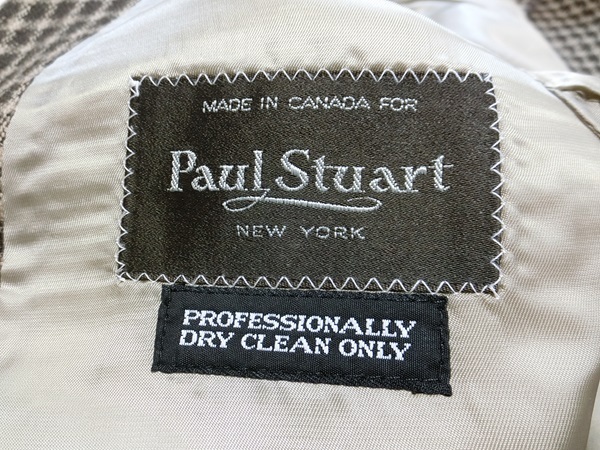 MADE IN CANADA FOR
Paul Stuart
NEW YORK
PROFESSIONALLY
DRY CLEAN ONLY